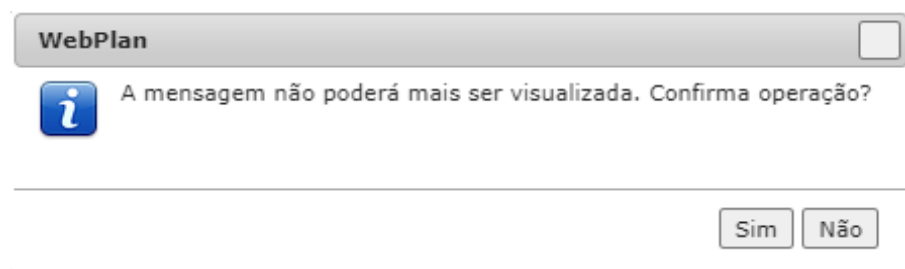 WebPlan
A mensagem não poderá mais ser visualizada. Confirma operação?
Sim Não